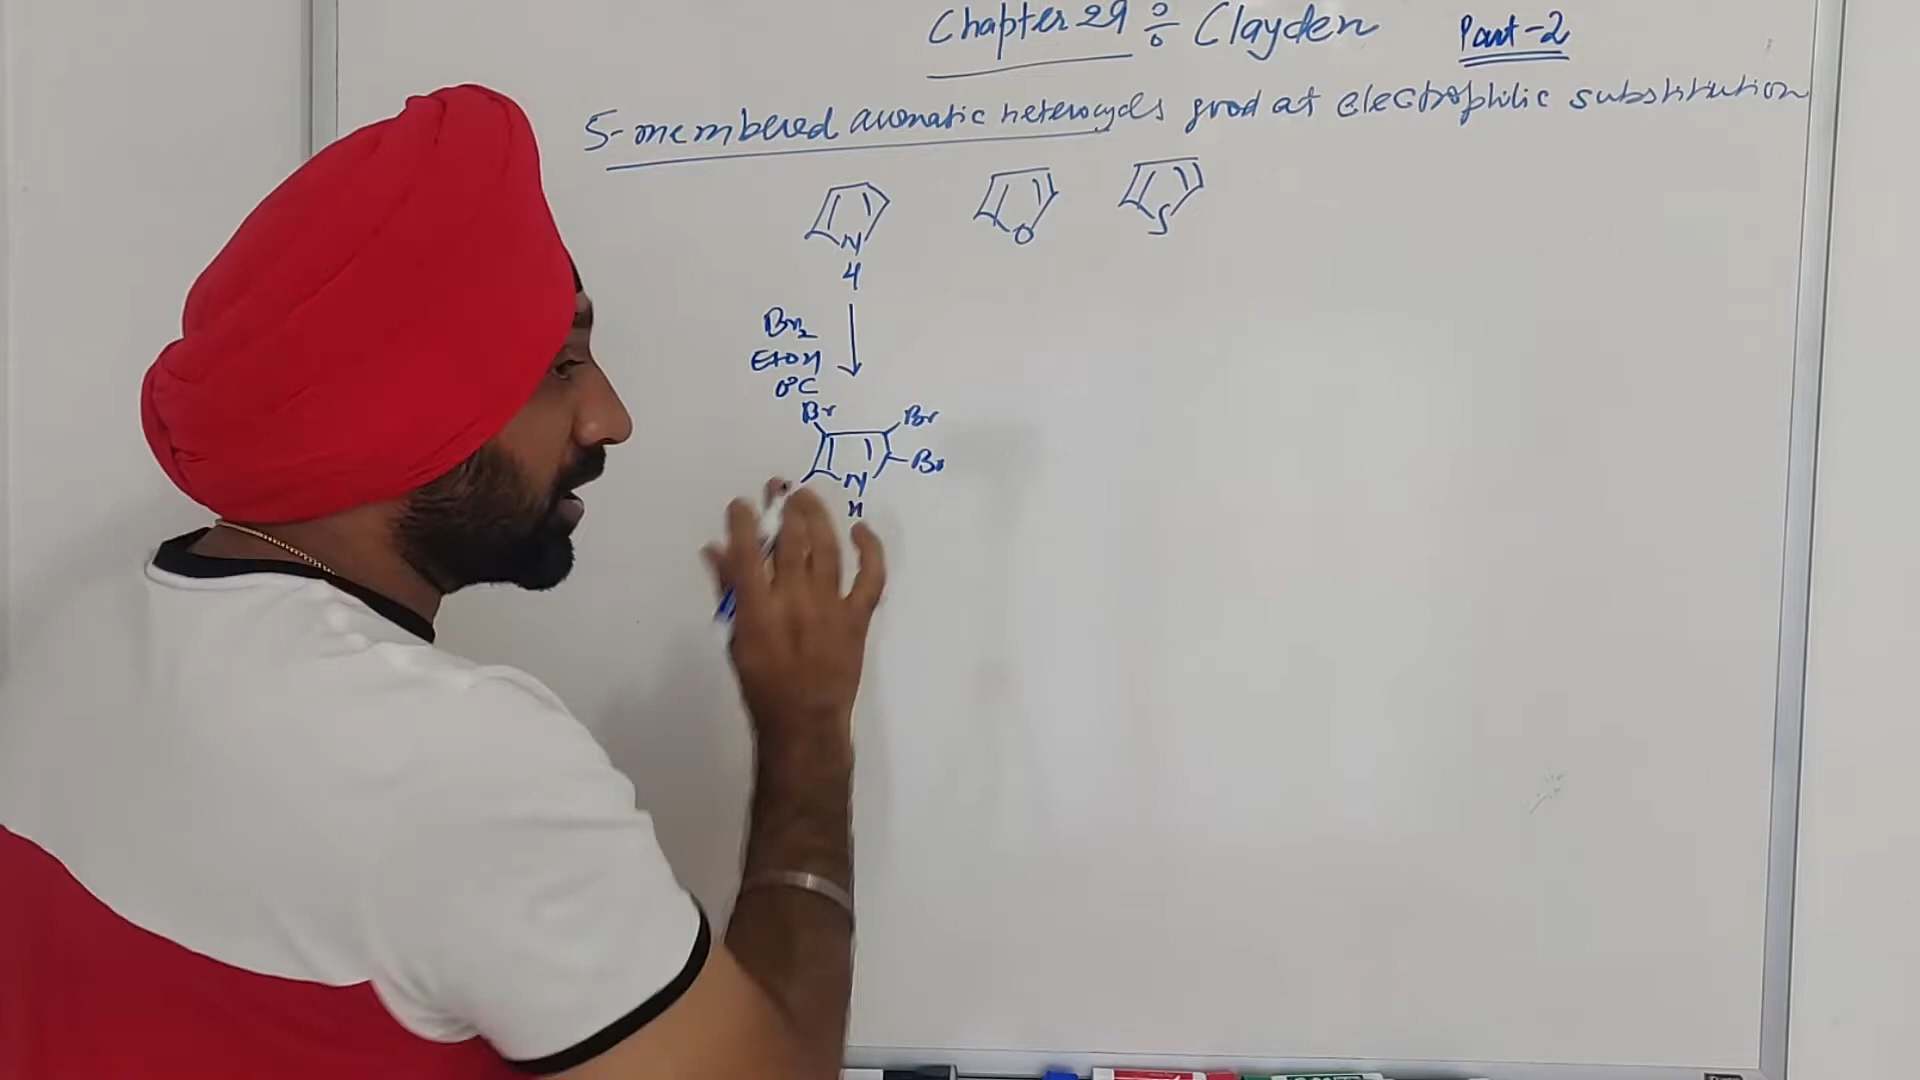 Chapter 29 ÷ Clayden Part-2
5-membered aromatic heterocycles good at electrophilic substitution
N O S
H
Br2
EtOH
0°C
Br Br
Br
N
H